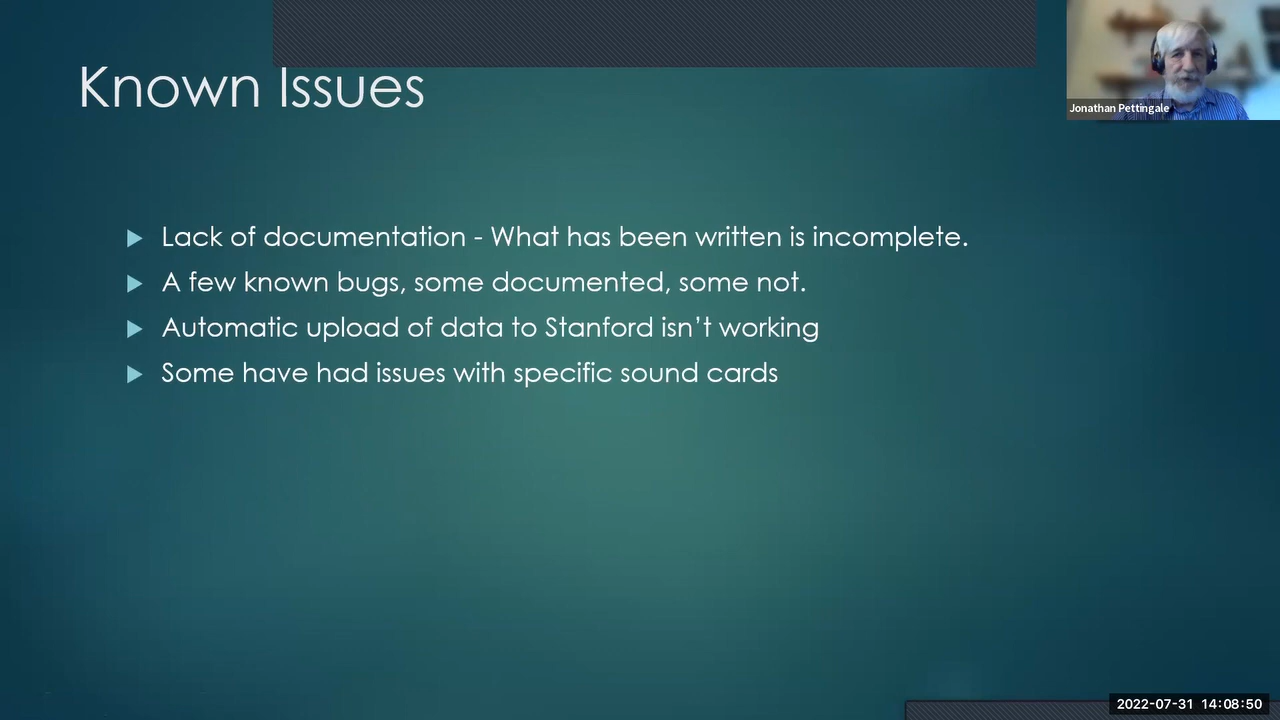 Known Issues
Jonathan Pettingale
Lack of documentation - What has been written is incomplete.
A few known bugs, some documented, some not.
Automatic upload of data to Stanford isn’t working
Some have had issues with specific sound cards
2022-07-31 14:08:50